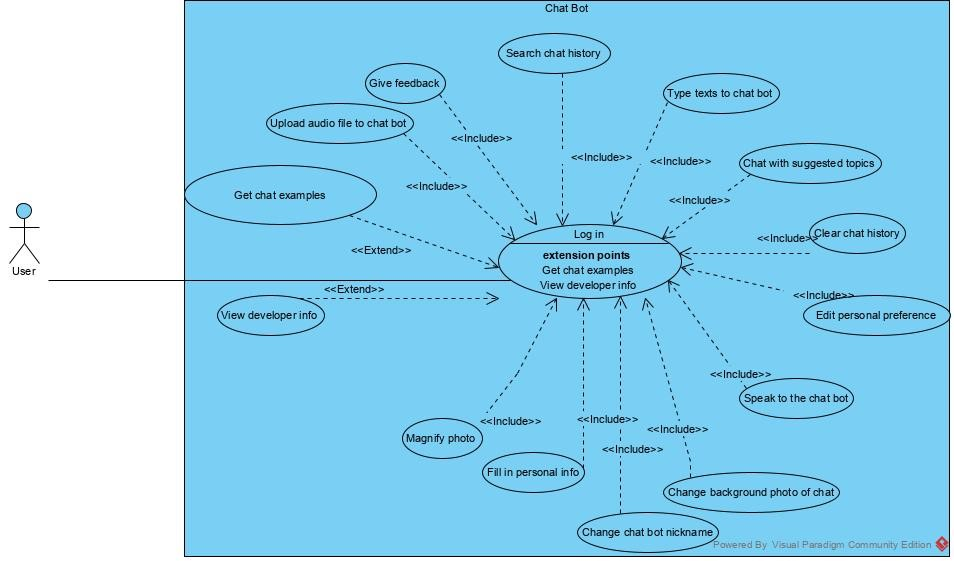 Chat Bot
Search chat history
Give feedback
Type texts to chat bot
Upload audio file to chat bot
<<Include>>
<<Include>>
<<Include>>
Chat with suggested topics
<<Include>>
Get chat examples
<<Include>>
Clear chat history
<<Include>>
Log in
<<Extend>>
extension points
Get chat examples
View developer info
User
<<Extend>>
<<Include>>
View developer info
Edit personal preference
<<Include>>
Speak to the chat bot
<<Include>>
<<Include>>
<<Include>>
Magnify photo
<<Include>>
Fill in personal info
Change background photo of chat
Change chat bot nickname
Powered By Visual Paradigm Community Edition